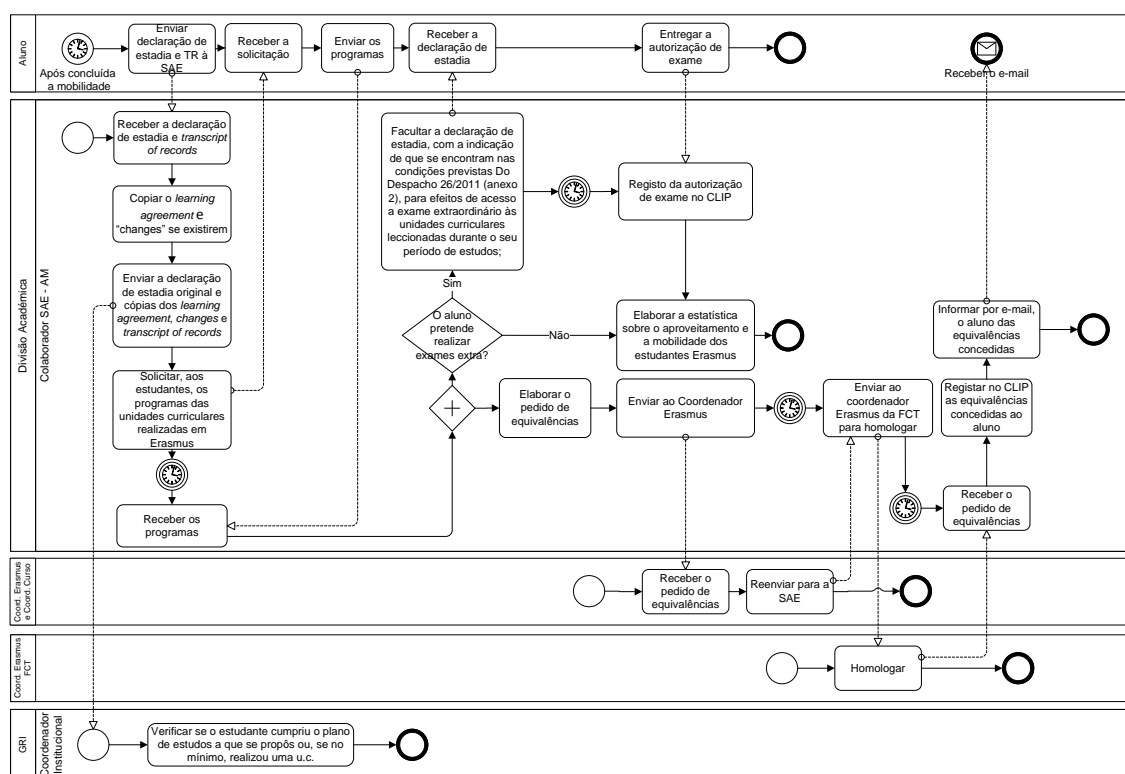 Aluno
Após concluída
a mobilidade
Enviar
declaração de
estadia e TR à
SAE
Receber a
solicitação
Enviar os
programas
Receber a
declaração de
estadia
Entregar a
autorização de
exame
Receber o e-mail
Divisão Académica
Colaborador SAE - AM
Receber a declaração
de estadia e transcript
of records
Copiar o learning
agreement e
“changes” se existirem
Enviar a declaração
de estadia original e
cópias dos learning
agreement, changes e
transcript of records
Solicitar, aos
estudantes, os
programas das
unidades curriculares
realizadas em
Erasmus
Receber os
programas
Facultar a declaração de
estadia, com a indicação
de que se encontram nas
condições previstas Do
Despacho 26/2011 (anexo
2), para efeitos de acesso
a exame extraordinário às
unidades curriculares
leccionadas durante o seu
período de estudos;
Sim
O aluno
pretende
realizar
exames extra?
Não
Registo da autorização
de exame no CLIP
Elaborar a estatística
sobre o aproveitamento e
a mobilidade dos
estudantes Erasmus
Elaborar o
pedido de
equivalências
Enviar ao Coordenador
Erasmus
Enviar ao
coordenador
Erasmus da FCT
para homologar
Informar por e-mail,
o aluno das
equivalências
concedidas
Registar no CLIP
as equivalências
concedidas ao
aluno
Receber o
pedido de
equivalências
Coord. Erasmus
e Coord. Curso
Receber o
pedido de
equivalências
Reenviar para a
SAE
Coord. Erasmus
FCT
Homologar
GRI
Coordenador
Institucional
Verificar se o estudante cumpriu o plano
de estudos a que se propôs ou, se no
mínimo, realizou uma u.c.